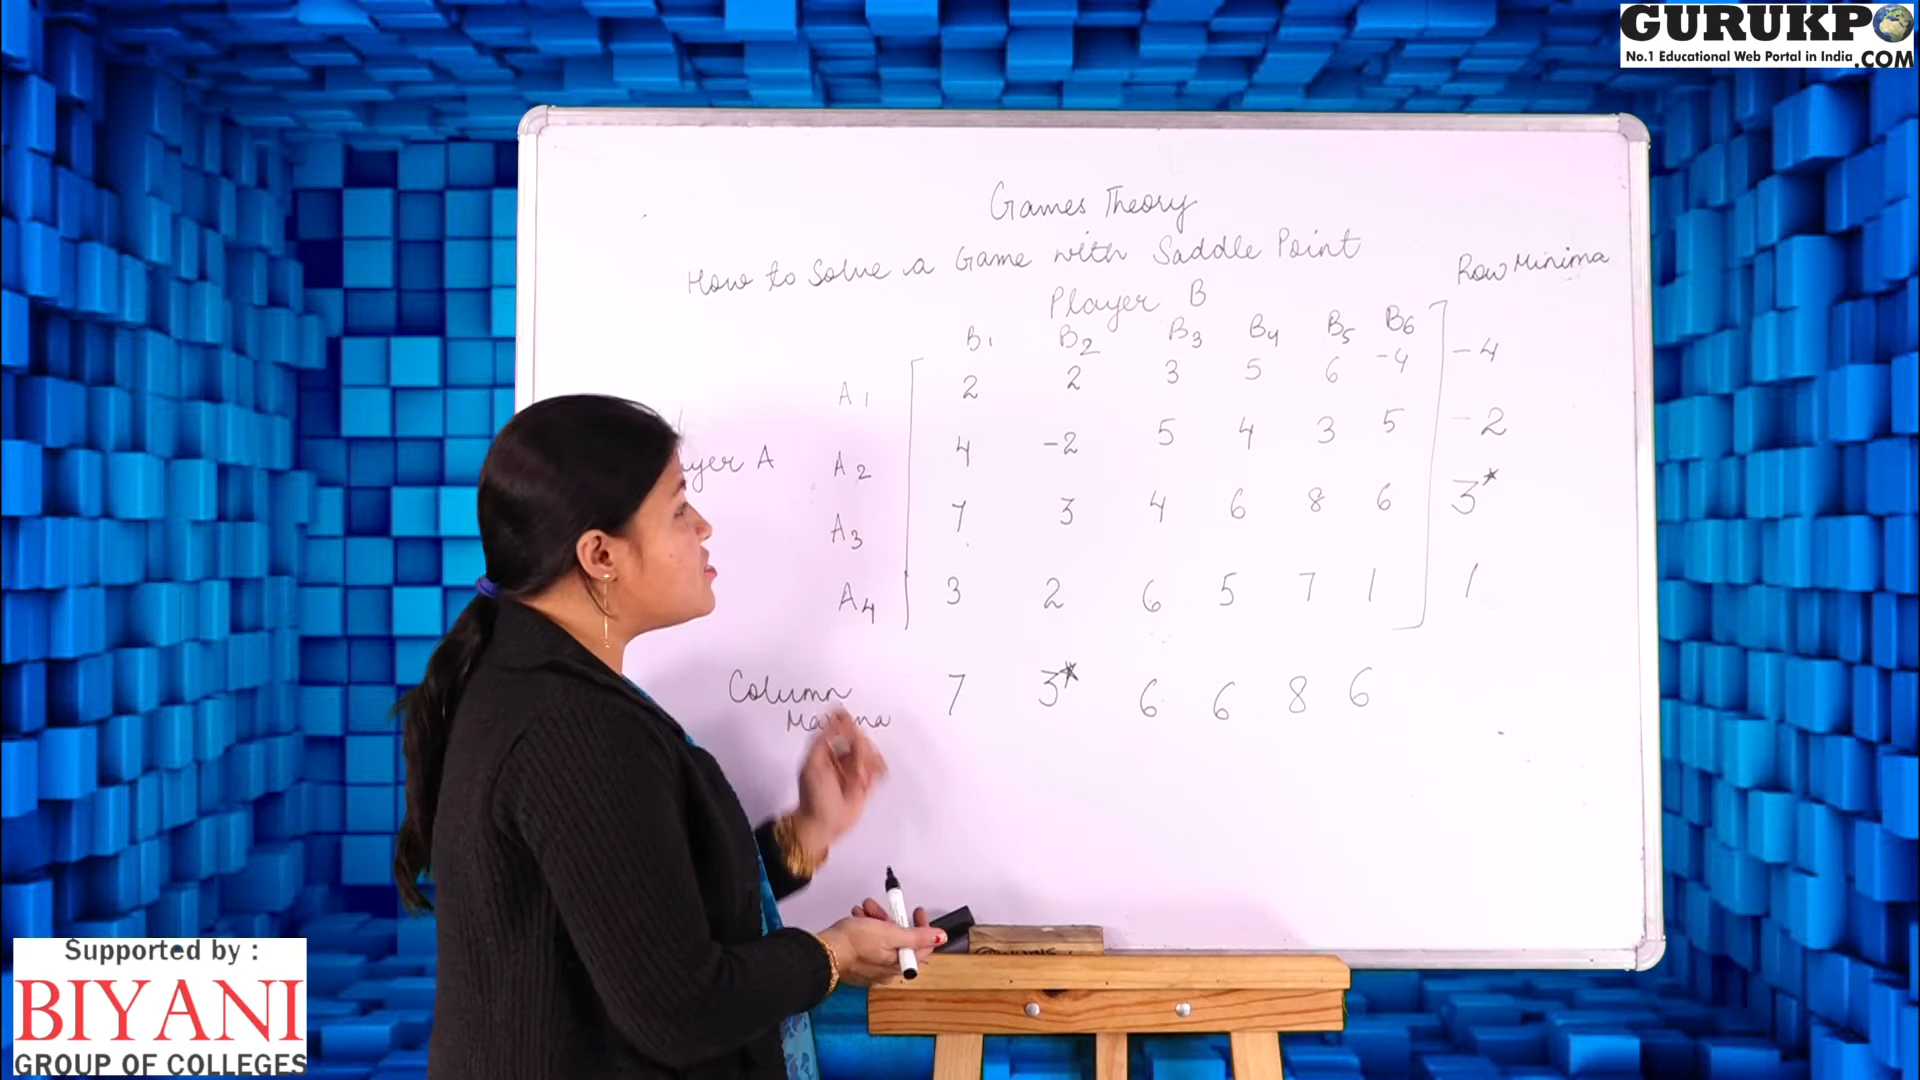 GURUKPO
No.1 Educational Web Portal in India .COM
Games Theory
How to Solve a Game with Saddle Point
Row Minima
Player B
B1 B2 B3 B4 B5 B6
A1 2 2 3 5 6 -4 -4
Player A
A2 4 -2 5 4 3 5 -2
A3 7 3 4 6 8 6 3*
A4 3 2 6 5 7 1 1
Column Maxima 7 3* 6 6 8 6
Supported by :
BIYANI
GROUP OF COLLEGES